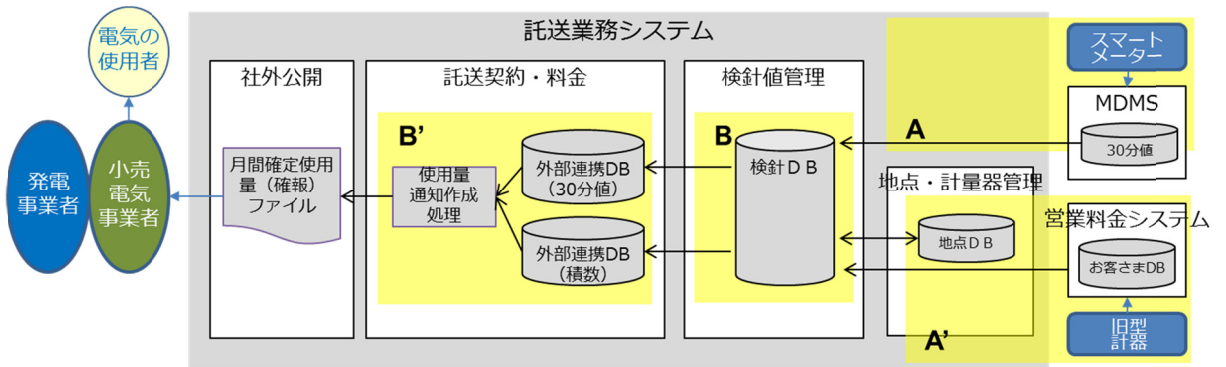 託送業務システム
電気の
使用者
発電
事業者
小売
電気
事業者
社外公開
月間確定使用
量（確報）
ファイル
託送契約・料金
B'
使用量
通知作成
処理
外部連携DB
（30分値）
外部連携DB
（積数）
検針値管理
B
検針ＤＢ
A
スマート
メーター
MDMS
30分値
地点・計量器管理
地点ＤＢ
営業料金システム
お客さまDB
A'
旧型
計器